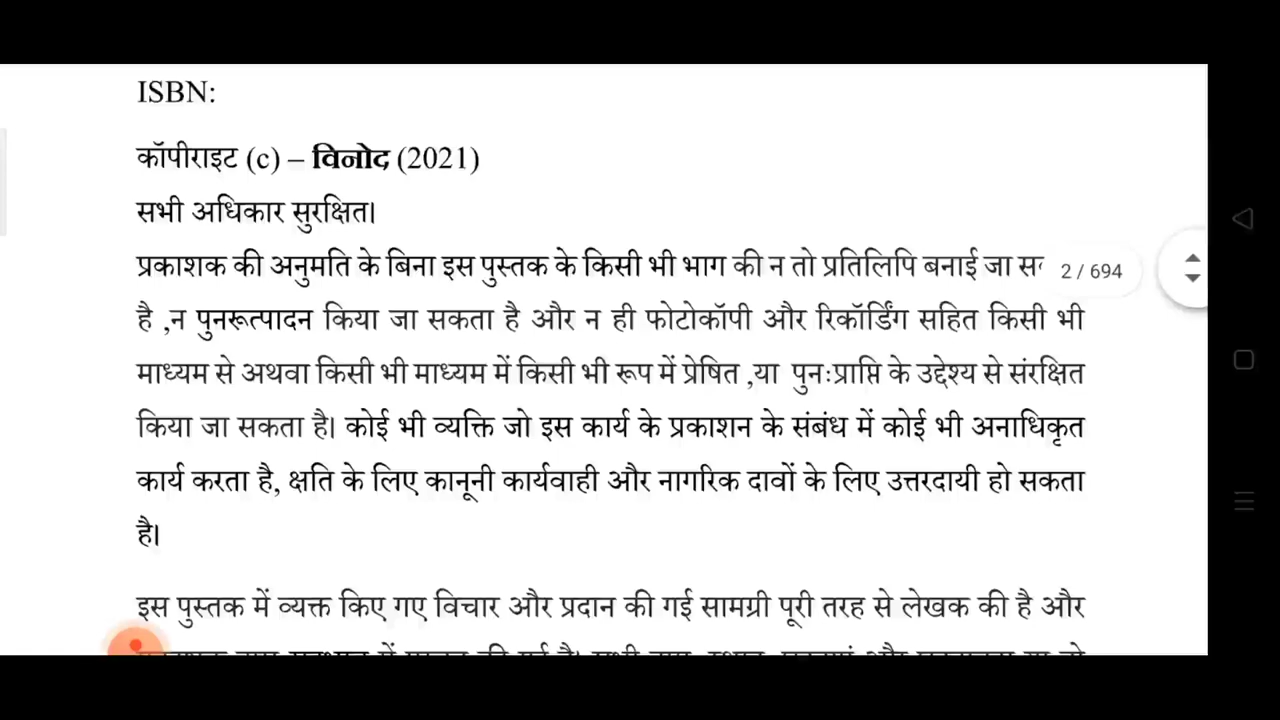 ISBN:
कॉपीराइट (c) – विनोद (2021)
सभी अधिकार सुरक्षित।
प्रकाशक की अनुमति के बिना इस पुस्तक के किसी भी भाग की न तो प्रतिलिपि बनाई जा
2 / 694
है ,न पुनरूत्पादन किया जा सकता है और न ही फोटोकॉपी और रिकॉर्डिंग सहित किसी भी
माध्यम से अथवा किसी भी माध्यम में किसी भी रूप में प्रेषित ,या पुनःप्राप्ति के उद्देश्य से संरक्षित
किया जा सकता है। कोई भी व्यक्ति जो इस कार्य के प्रकाशन के संबंध में कोई भी अनाधिकृत
कार्य करता है, क्षति के लिए कानूनी कार्यवाही और नागरिक दावों के लिए उत्तरदायी हो सकता
है।
इस पुस्तक में व्यक्त किए गए विचार और प्रदान की गई सामग्री पूरी तरह से लेखक की है और